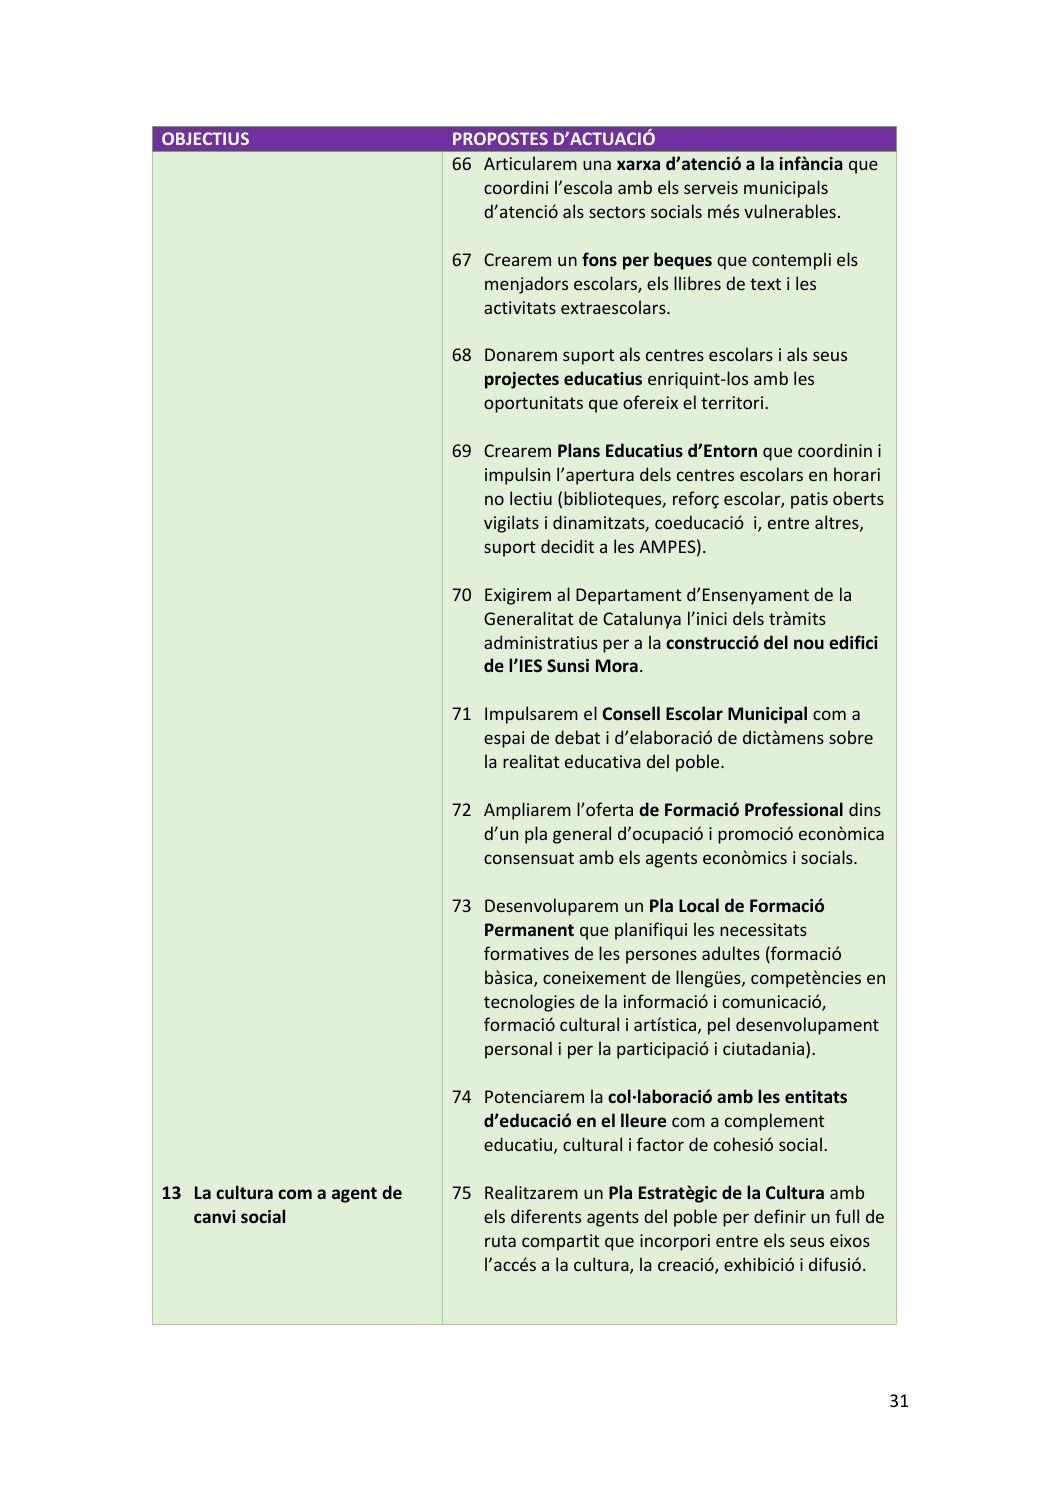 OBJECTIUS
PROPOSTES D’ACTUACIÓ
66 Articularem una xarxa d’atenció a la infància que
coordini l’escola amb els serveis municipals
d’atenció als sectors socials més vulnerables.
67 Crearem un fons per beques que contempli els
menjadors escolars, els llibres de text i les
activitats extraescolars.
68 Donarem suport als centres escolars i als seus
projectes educatius enriquint-los amb les
oportunitats que ofereix el territori.
69 Crearem Plans Educatius d’Entorn que coordinin i
impulsin l’apertura dels centres escolars en horari
no lectiu (biblioteques, reforç escolar, patis oberts
vigilats i dinamitzats, coeducació  i, entre altres,
suport decidit a les AMPES).
70 Exigirem al Departament d’Ensenyament de la
Generalitat de Catalunya l’inici dels tràmits
administratius per a la construcció del nou edifici
de l’IES Sunsi Mora.
71 Impulsarem el Consell Escolar Municipal com a
espai de debat i d’elaboració de dictàmens sobre
la realitat educativa del poble.
72 Ampliarem l’oferta de Formació Professional dins
d’un pla general d’ocupació i promoció econòmica
consensuat amb els agents econòmics i socials.
73 Desenvoluparem un Pla Local de Formació
Permanent que planifiqui les necessitats
formatives de les persones adultes (formació
bàsica, coneixement de llengües, competències en
tecnologies de la informació i comunicació,
formació cultural i artística, pel desenvolupament
personal i per la participació i ciutadania).
74 Potenciarem la col·laboració amb les entitats
d’educació en el lleure com a complement
educatiu, cultural i factor de cohesió social.
13 La cultura com a agent de
canvi social
75 Realitzarem un Pla Estratègic de la Cultura amb
els diferents agents del poble per definir un full de
ruta compartit que incorpori entre els seus eixos
l’accés a la cultura, la creació, exhibició i difusió.
31